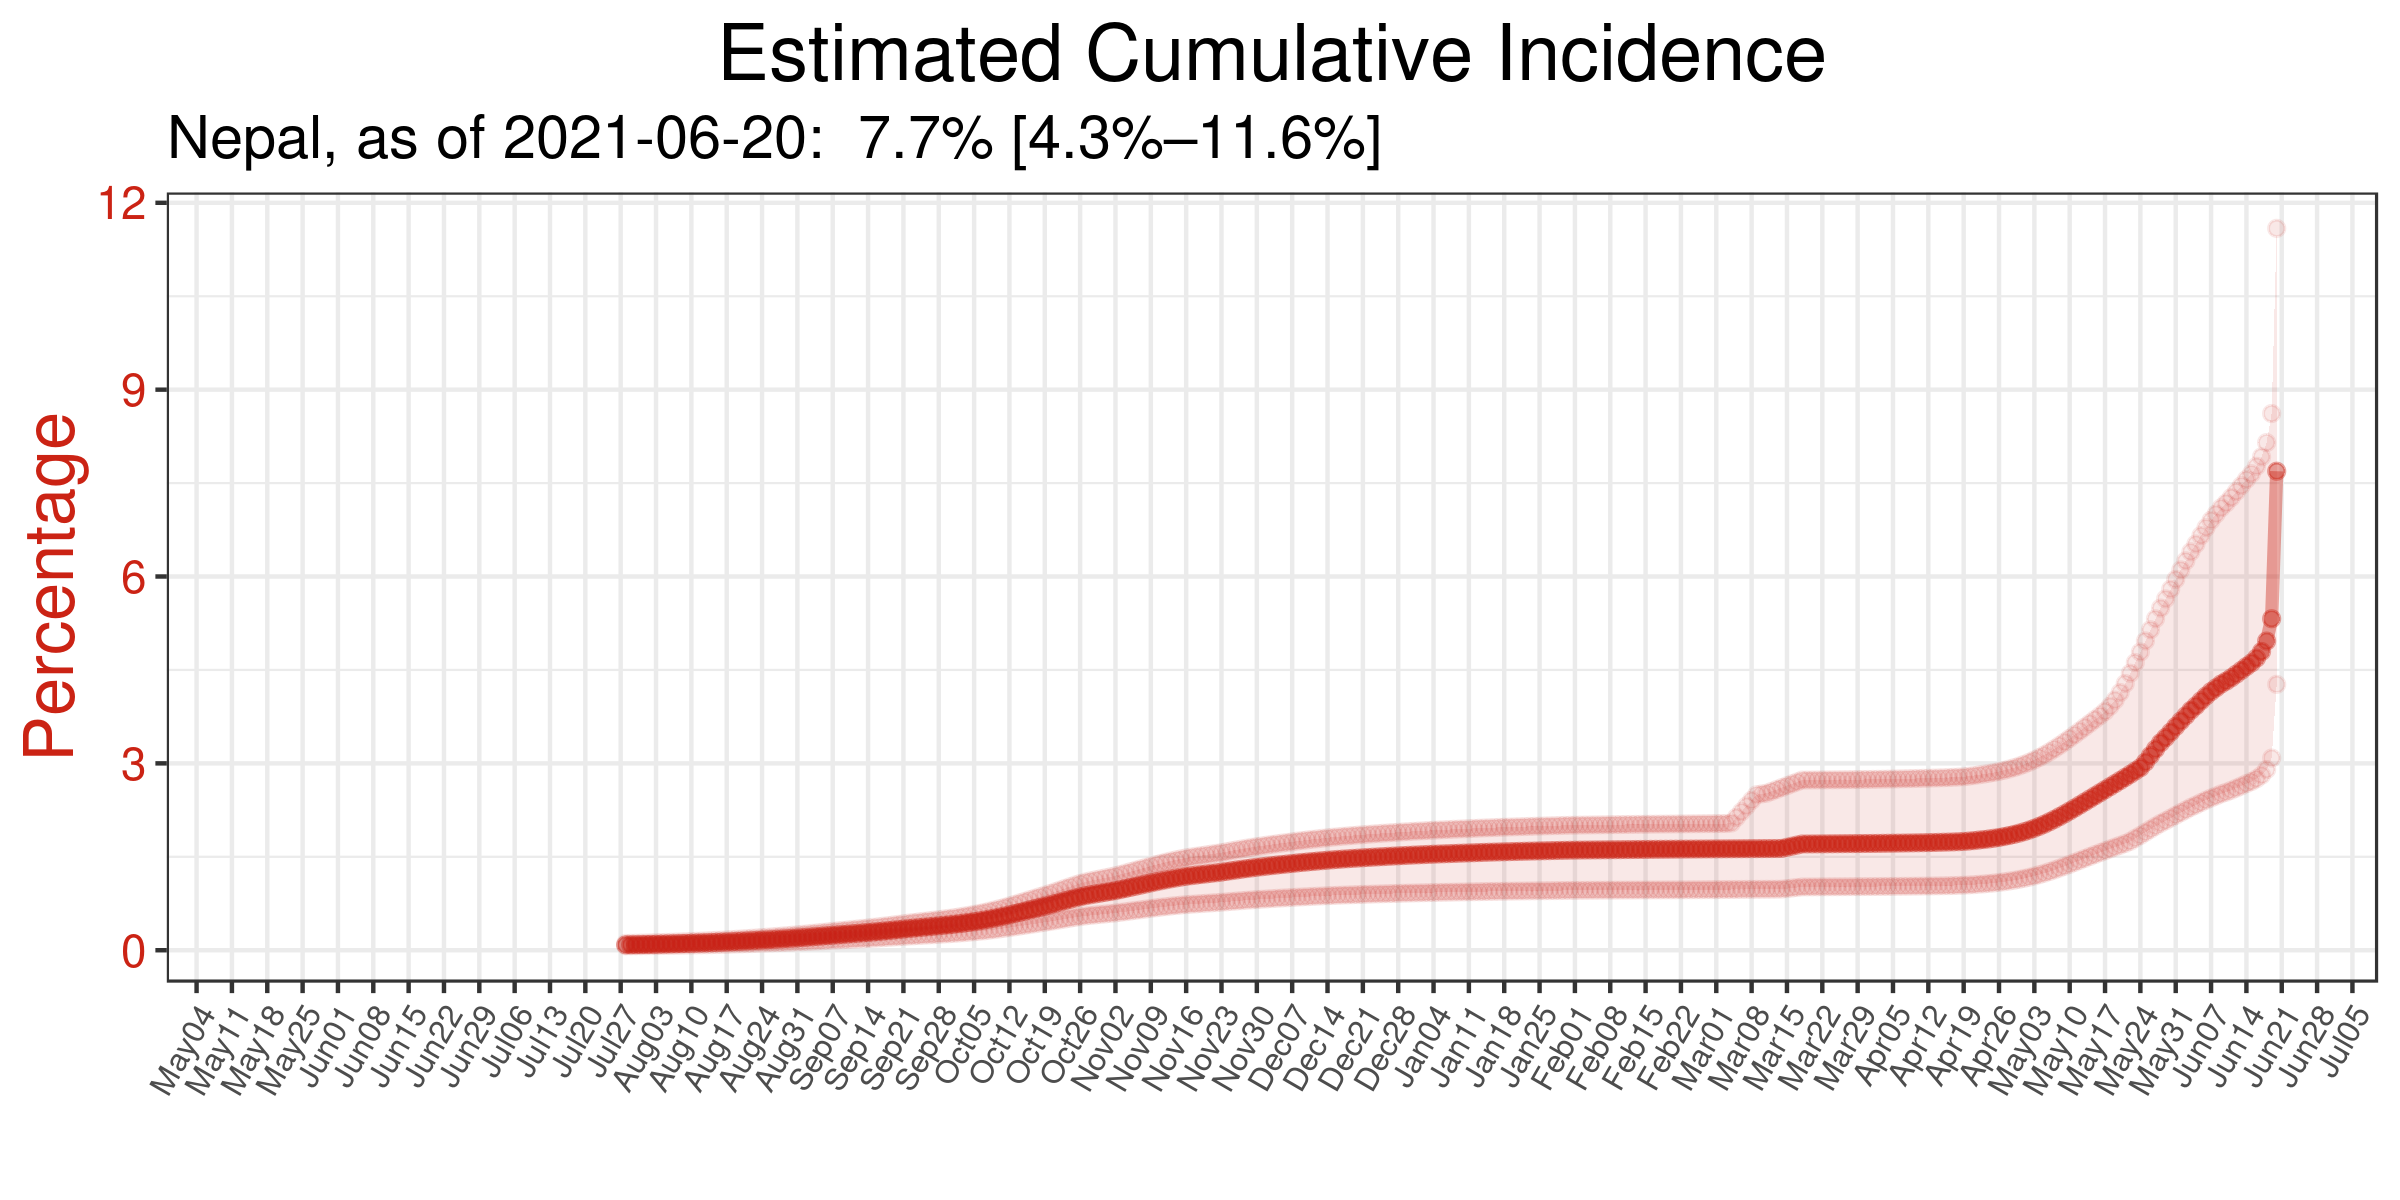 Estimated Cumulative Incidence
Nepal, as of 2021-06-20:  7.7% [4.3%–11.6%]
Percentage
12
9
6
3
0
May04
May11
May18
May25
Jun01
Jun08
Jun15
Jun22
Jun29
Jul06
Jul13
Jul20
Jul27
Aug03
Aug10
Aug17
Aug24
Aug31
Sep07
Sep14
Sep21
Sep28
Oct05
Oct12
Oct19
Oct26
Nov02
Nov09
Nov16
Nov23
Nov30
Dec07
Dec14
Dec21
Dec28
Jan04
Jan11
Jan18
Jan25
Feb01
Feb08
Feb15
Feb22
Mar01
Mar08
Mar15
Mar22
Mar29
Apr05
Apr12
Apr19
Apr26
May03
May10
May17
May24
May31
Jun07
Jun14
Jun21
Jun28
Jul05